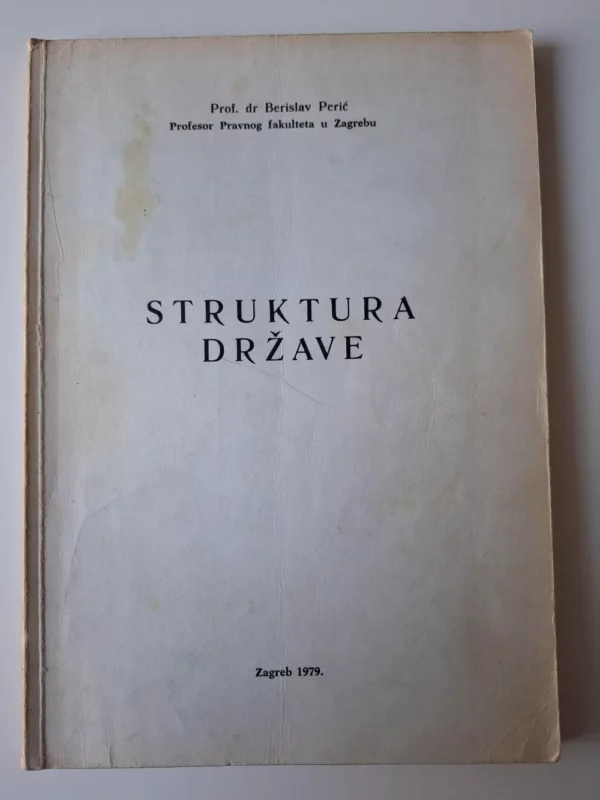 Prof. dr Berislav Perić
Profesor Pravnog fakulteta u Zagrebu
STRUKTURA
DRŽAVE
Zagreb 1979.